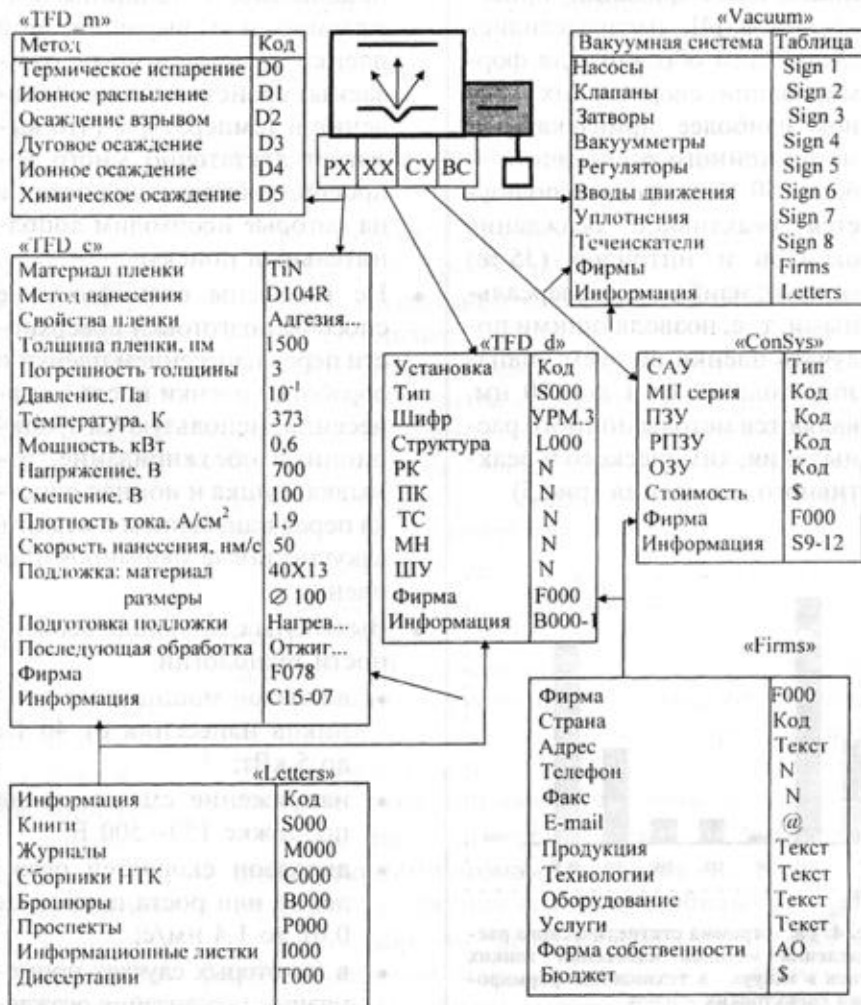 «TFD_m»
Метод Код
Термическое испарение D0
Ионное распыление D1
Осаждение взрывом D2
Дуговое осаждение D3
Ионное осаждение D4
Химическое осаждение D5
РХ ХХ СУ ВС
«Vacuum»
Вакуумная система Таблица
Насосы Sign 1
Клапаны Sign 2
Затворы Sign 3
Вакуумметры Sign 4
Регуляторы Sign 5
Вводы движения Sign 6
Уплотнения Sign 7
Течеискатели Sign 8
Фирмы Firms
Информация Letters
«TFD_c»
Материал пленки TiN
Метод нанесения D104R
Свойства пленки Адгезия...
Толщина пленки, нм 1500
Погрешность толщины 3
Давление, Па 10⁻¹
Температура, К 373
Мощность, кВт 0,6
Напряжение, В 700
Смещение, В 100
Плотность тока, А/см² 1,9
Скорость нанесения, нм/с 50
Подложка: материал 40X13
размеры ∅ 100
Подготовка подложки Нагрев...
Последующая обработка Отжиг...
Фирма F078
Информация C15-07
«TFD_d»
Установка Код
Тип S000
Шифр УРМ.3
Структура L000
РК N
ПК N
ТС N
МН N
ШУ N
Фирма F000
Информация B000-1
«ConSys»
САУ Тип
МП серия Код
ПЗУ Код
РПЗУ Код
ОЗУ Код
Стоимость $
Фирма F000
Информация S9-12
«Letters»
Информация Код
Книги S000
Журналы M000
Сборники НТК C000
Брошюры B000
Проспекты P000
Информационные листки I000
Диссертации T000
«Firms»
Фирма F000
Страна Код
Адрес Текст
Телефон N
Факс N
E-mail @
Продукция Текст
Технологии Текст
Оборудование Текст
Услуги Текст
Форма собственности АО
Бюджет $